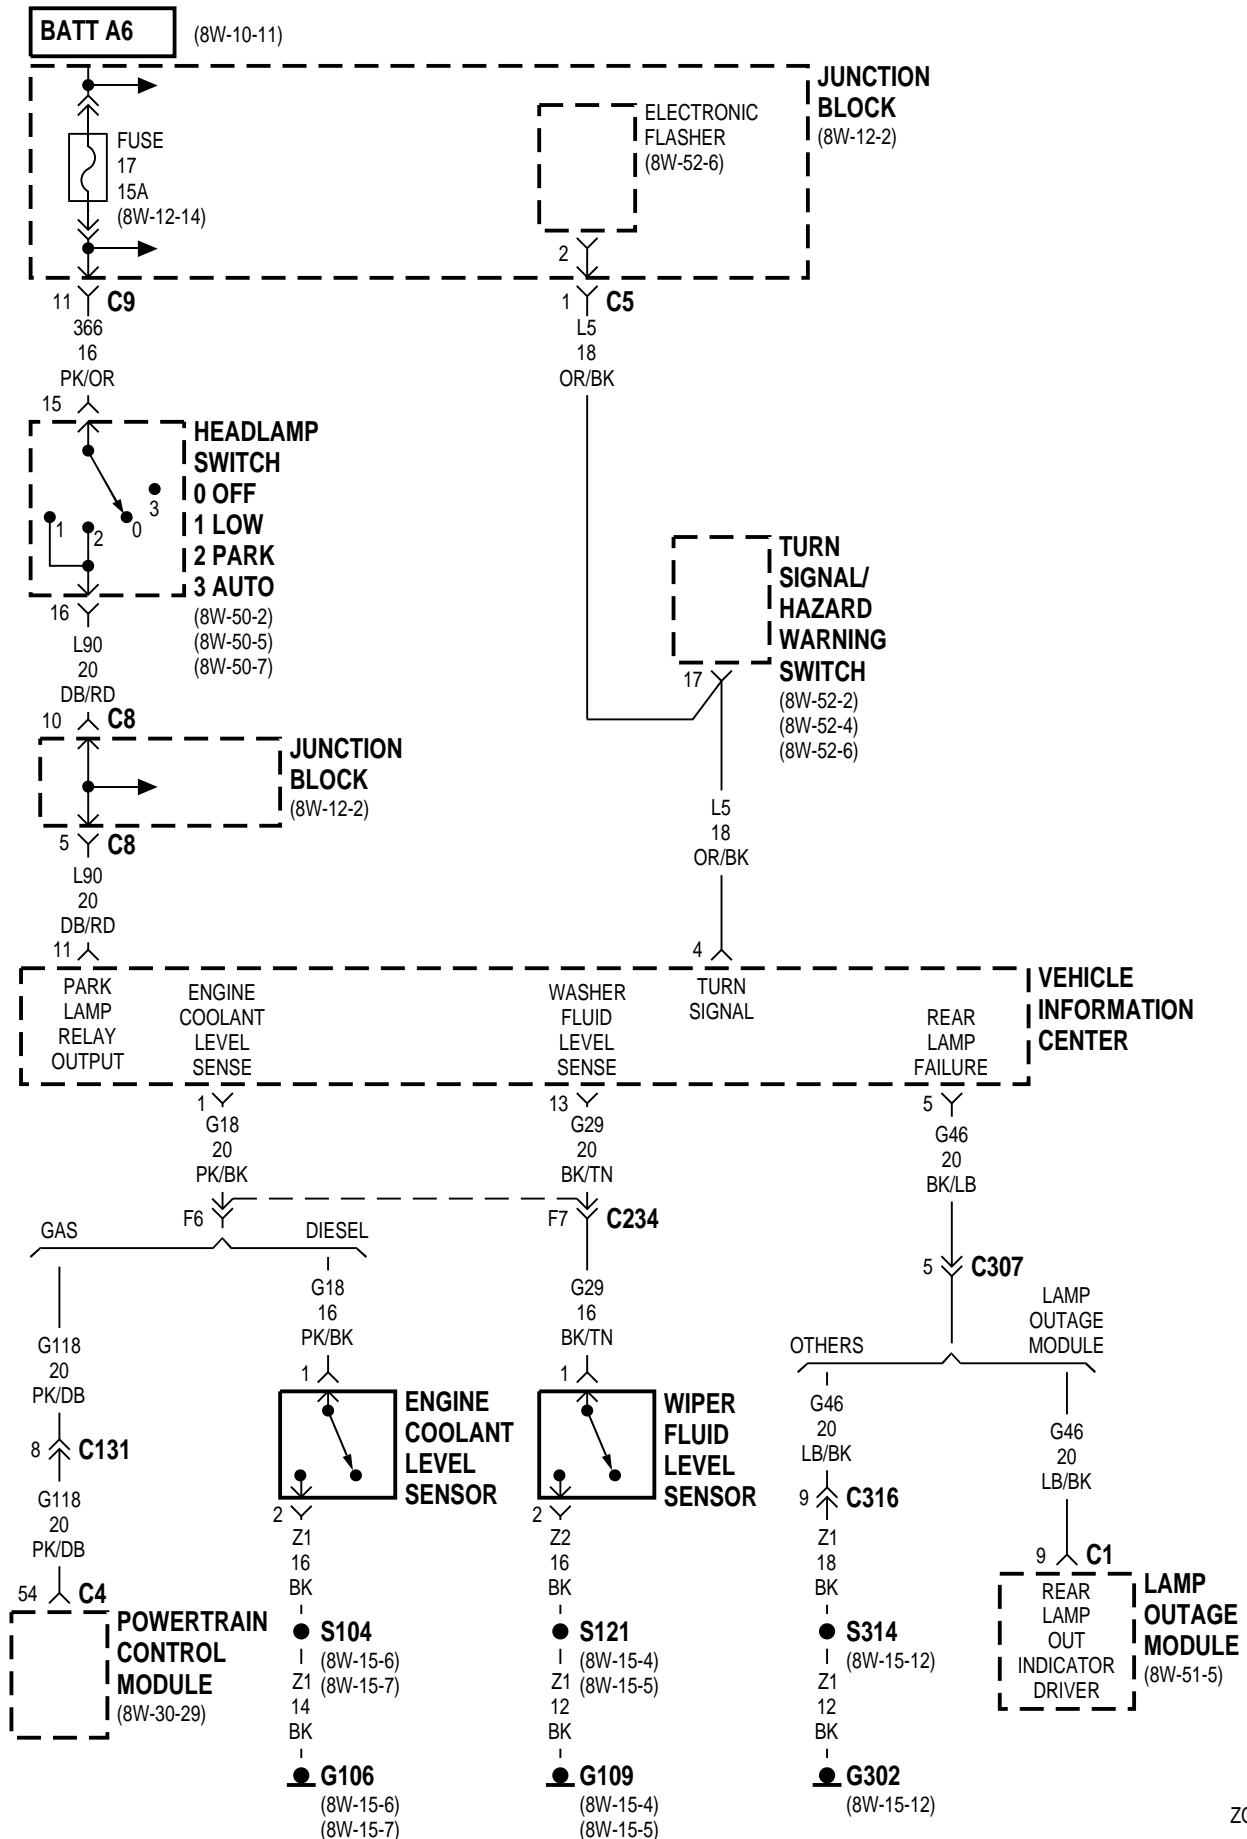 BATT A6
(8W-10-11)
JUNCTION
BLOCK
(8W-12-2)
FUSE
17
15A
(8W-12-14)
ELECTRONIC
FLASHER
(8W-52-6)
2
11
C9
1
C5
366
16
PK/OR
L5
18
OR/BK
15
HEADLAMP
SWITCH
0 OFF
1 LOW
2 PARK
3 AUTO
(8W-50-2)
(8W-50-5)
(8W-50-7)
3
1
2
0
16
L90
20
DB/RD
10
C8
TURN
SIGNAL/
HAZARD
WARNING
SWITCH
(8W-52-2)
(8W-52-4)
(8W-52-6)
17
JUNCTION
BLOCK
(8W-12-2)
5
C8
L90
20
DB/RD
11
L5
18
OR/BK
4
PARK
LAMP
RELAY
OUTPUT
ENGINE
COOLANT
LEVEL
SENSE
WASHER
FLUID
LEVEL
SENSE
TURN
SIGNAL
REAR
LAMP
FAILURE
VEHICLE
INFORMATION
CENTER
1
G18
20
PK/BK
13
G29
20
BK/TN
5
G46
20
BK/LB
F6
F7
C234
GAS
DIESEL
5
C307
G118
20
PK/DB
8
C131
G118
20
PK/DB
54
C4
POWERTRAIN
CONTROL
MODULE
(8W-30-29)
G18
16
PK/BK
1
ENGINE
COOLANT
LEVEL
SENSOR
2
Z1
16
BK
S104
(8W-15-6)
(8W-15-7)
Z1
14
BK
G106
(8W-15-6)
(8W-15-7)
G29
16
BK/TN
1
WIPER
FLUID
LEVEL
SENSOR
2
Z2
16
BK
S121
(8W-15-4)
(8W-15-5)
Z1
12
BK
G109
(8W-15-4)
(8W-15-5)
OTHERS
LAMP
OUTAGE
MODULE
G46
20
LB/BK
9
C316
Z1
18
BK
S314
(8W-15-12)
Z1
12
BK
G302
(8W-15-12)
G46
20
LB/BK
9
C1
REAR
LAMP
OUT
INDICATOR
DRIVER
LAMP
OUTAGE
MODULE
(8W-51-5)